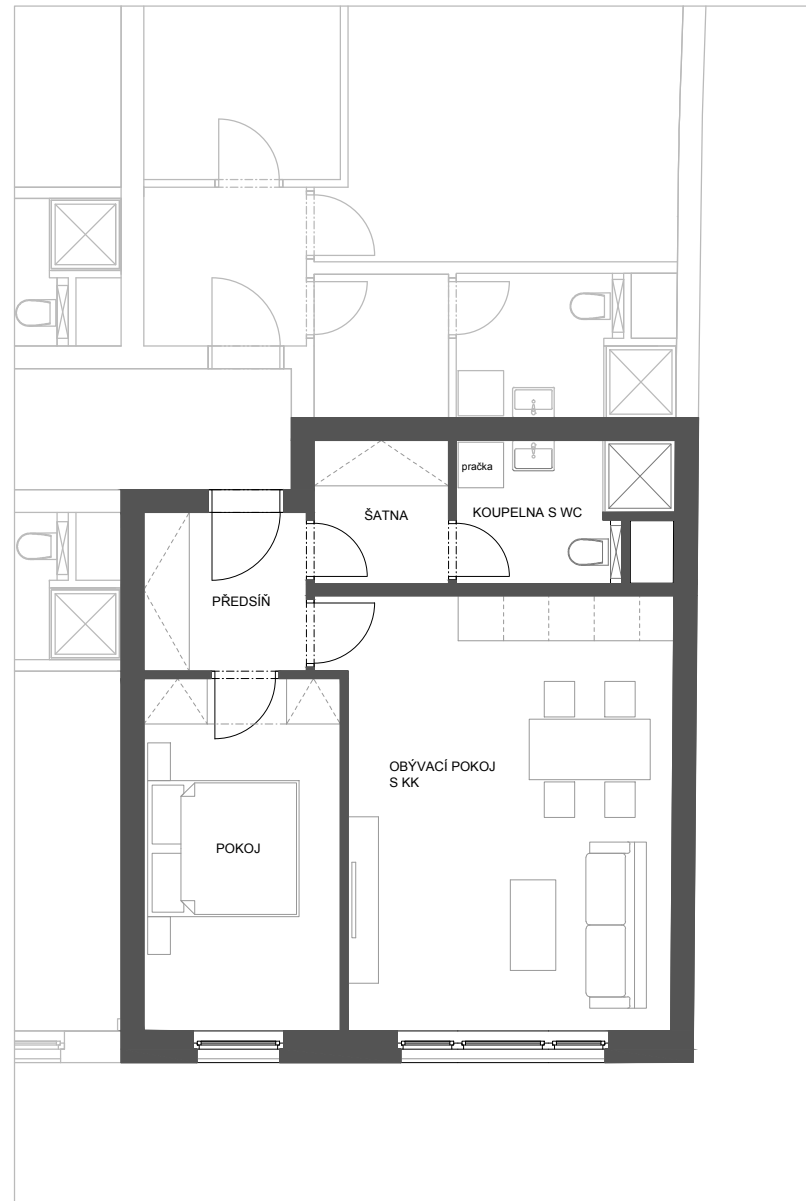 pračka
ŠATNA
KOUPELNA S WC
PŘEDSÍŇ
OBÝVACÍ POKOJ
S KK
POKOJ